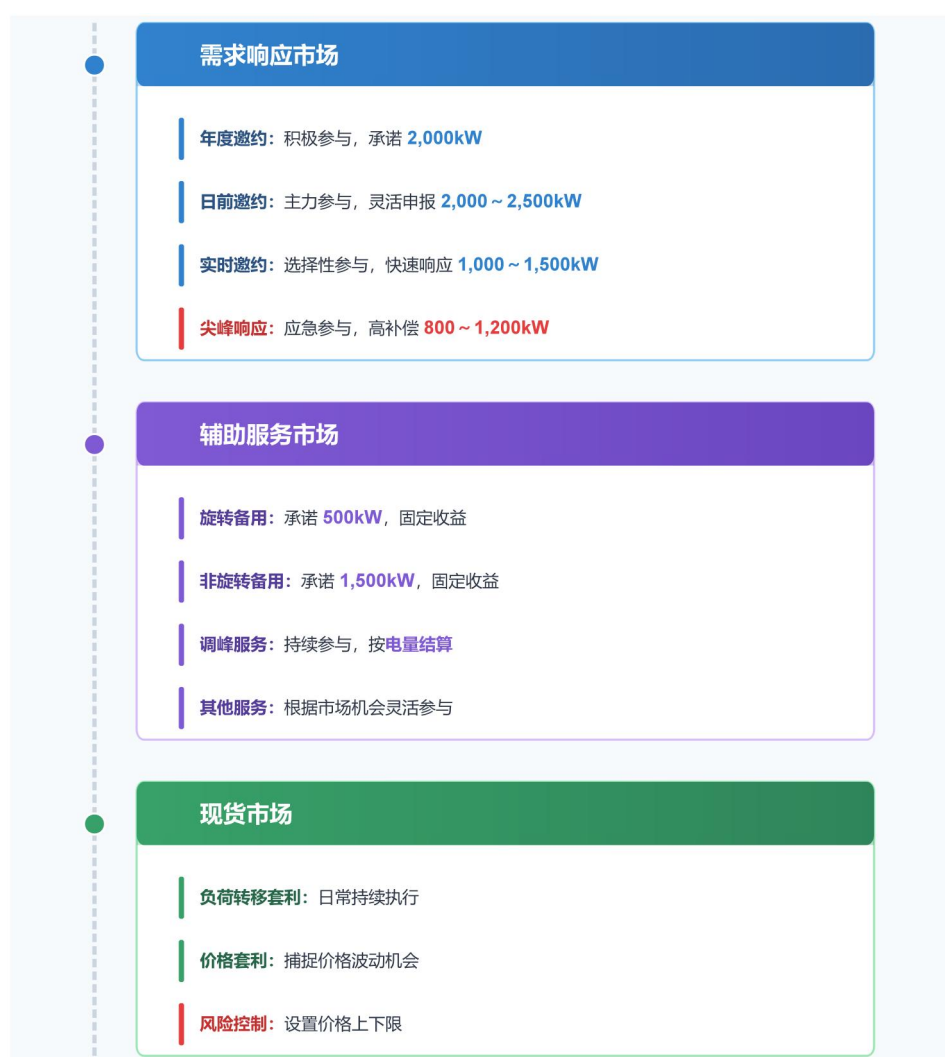 需求响应市场
年度邀约：积极参与，承诺 2,000kW
日前邀约：主力参与，灵活申报 2,000～2,500kW
实时邀约：选择性参与，快速响应 1,000～1,500kW
尖峰响应：应急参与，高补偿 800～1,200kW
辅助服务市场
旋转备用：承诺 500kW，固定收益
非旋转备用：承诺 1,500kW，固定收益
调峰服务：持续参与，按电量结算
其他服务：根据市场机会灵活参与
现货市场
负荷转移套利：日常持续执行
价格套利：捕捉价格波动机会
风险控制：设置价格上下限